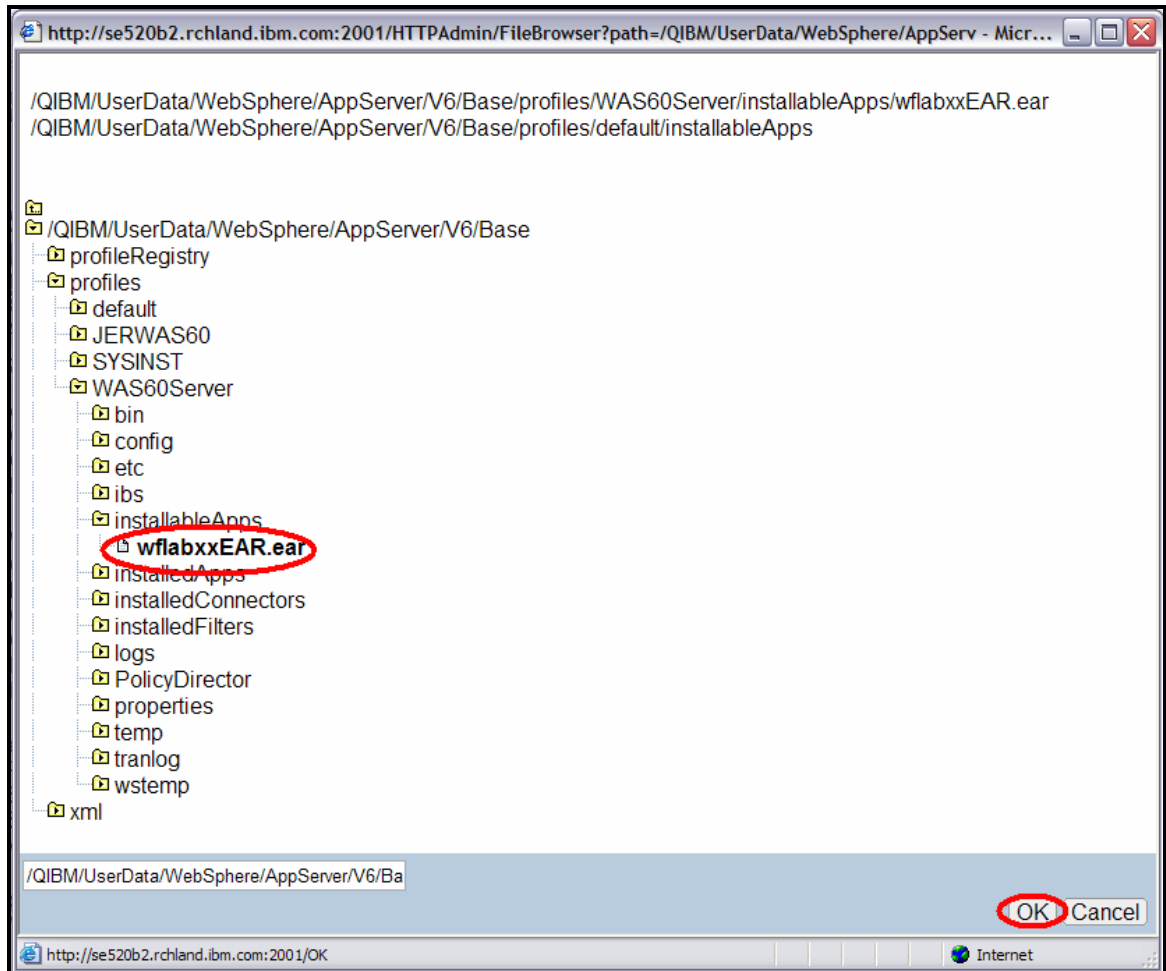 http://se520b2.rchland.ibm.com:2001/HTTPAdmin/FileBrowser?path=/QIBM/UserData/WebSphere/AppServ - Micr...
/QIBM/UserData/WebSphere/AppServer/V6/Base/profiles/WAS60Server/installableApps/wflabxxEAR.ear
/QIBM/UserData/WebSphere/AppServer/V6/Base/profiles/default/installableApps
/QIBM/UserData/WebSphere/AppServer/V6/Base
profileRegistry
profiles
default
JERWAS60
SYSINST
WAS60Server
bin
config
etc
ibs
installableApps
wflabxxEAR.ear
installedApps
installedConnectors
installedFilters
logs
PolicyDirector
properties
temp
tranlog
wstemp
xml
/QIBM/UserData/WebSphere/AppServer/V6/Ba
OK Cancel
http://se520b2.rchland.ibm.com:2001/OK Internet